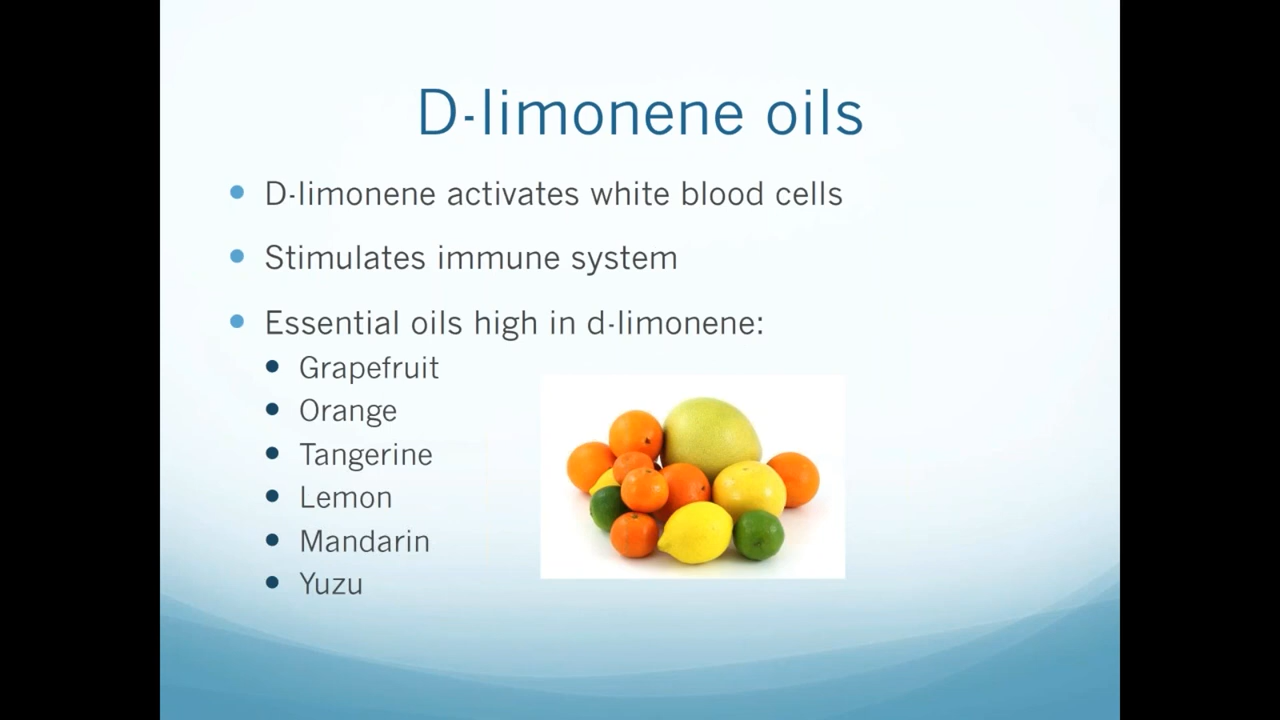 D-limonene oils
D-limonene activates white blood cells
Stimulates immune system
Essential oils high in d-limonene:
Grapefruit
Orange
Tangerine
Lemon
Mandarin
Yuzu